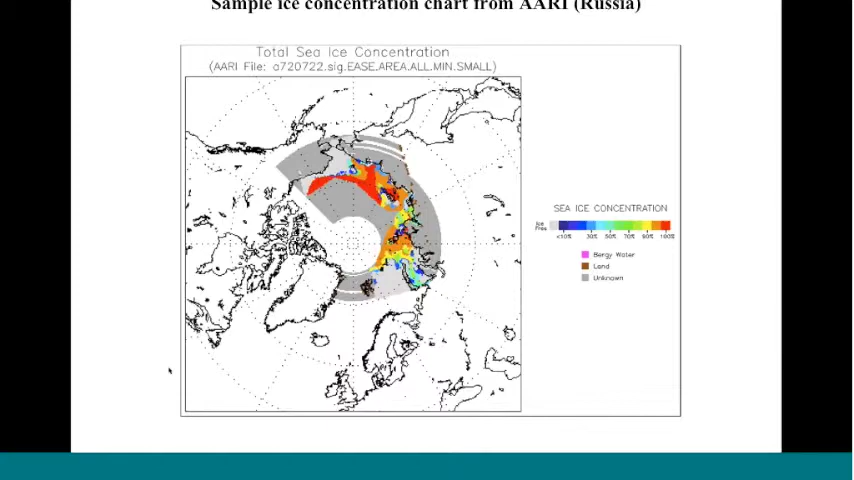 Sample ice concentration chart from AARI (Russia)
Total Sea Ice Concentration
(AARI File: a720722.sig.EASE.AREA.ALL.MIN.SMALL)
SEA ICE CONCENTRATION
Ice Free
<10% 30% 50% 70% 90% 100%
Bergy Water
Land
Unknown